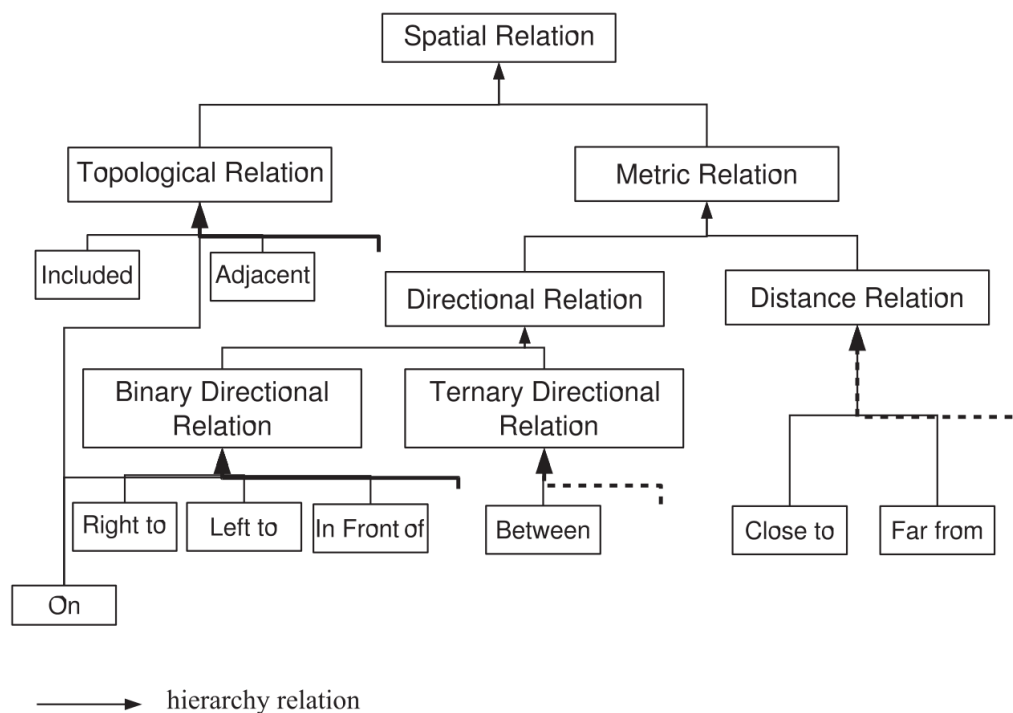 Spatial Relation
Topological Relation
Metric Relation
Included
Adjacent
Directional Relation
Distance Relation
Binary Directional
Relation
Ternary Directional
Relation
Right to
Left to
In Front of
Between
Close to
Far from
On
hierarchy relation